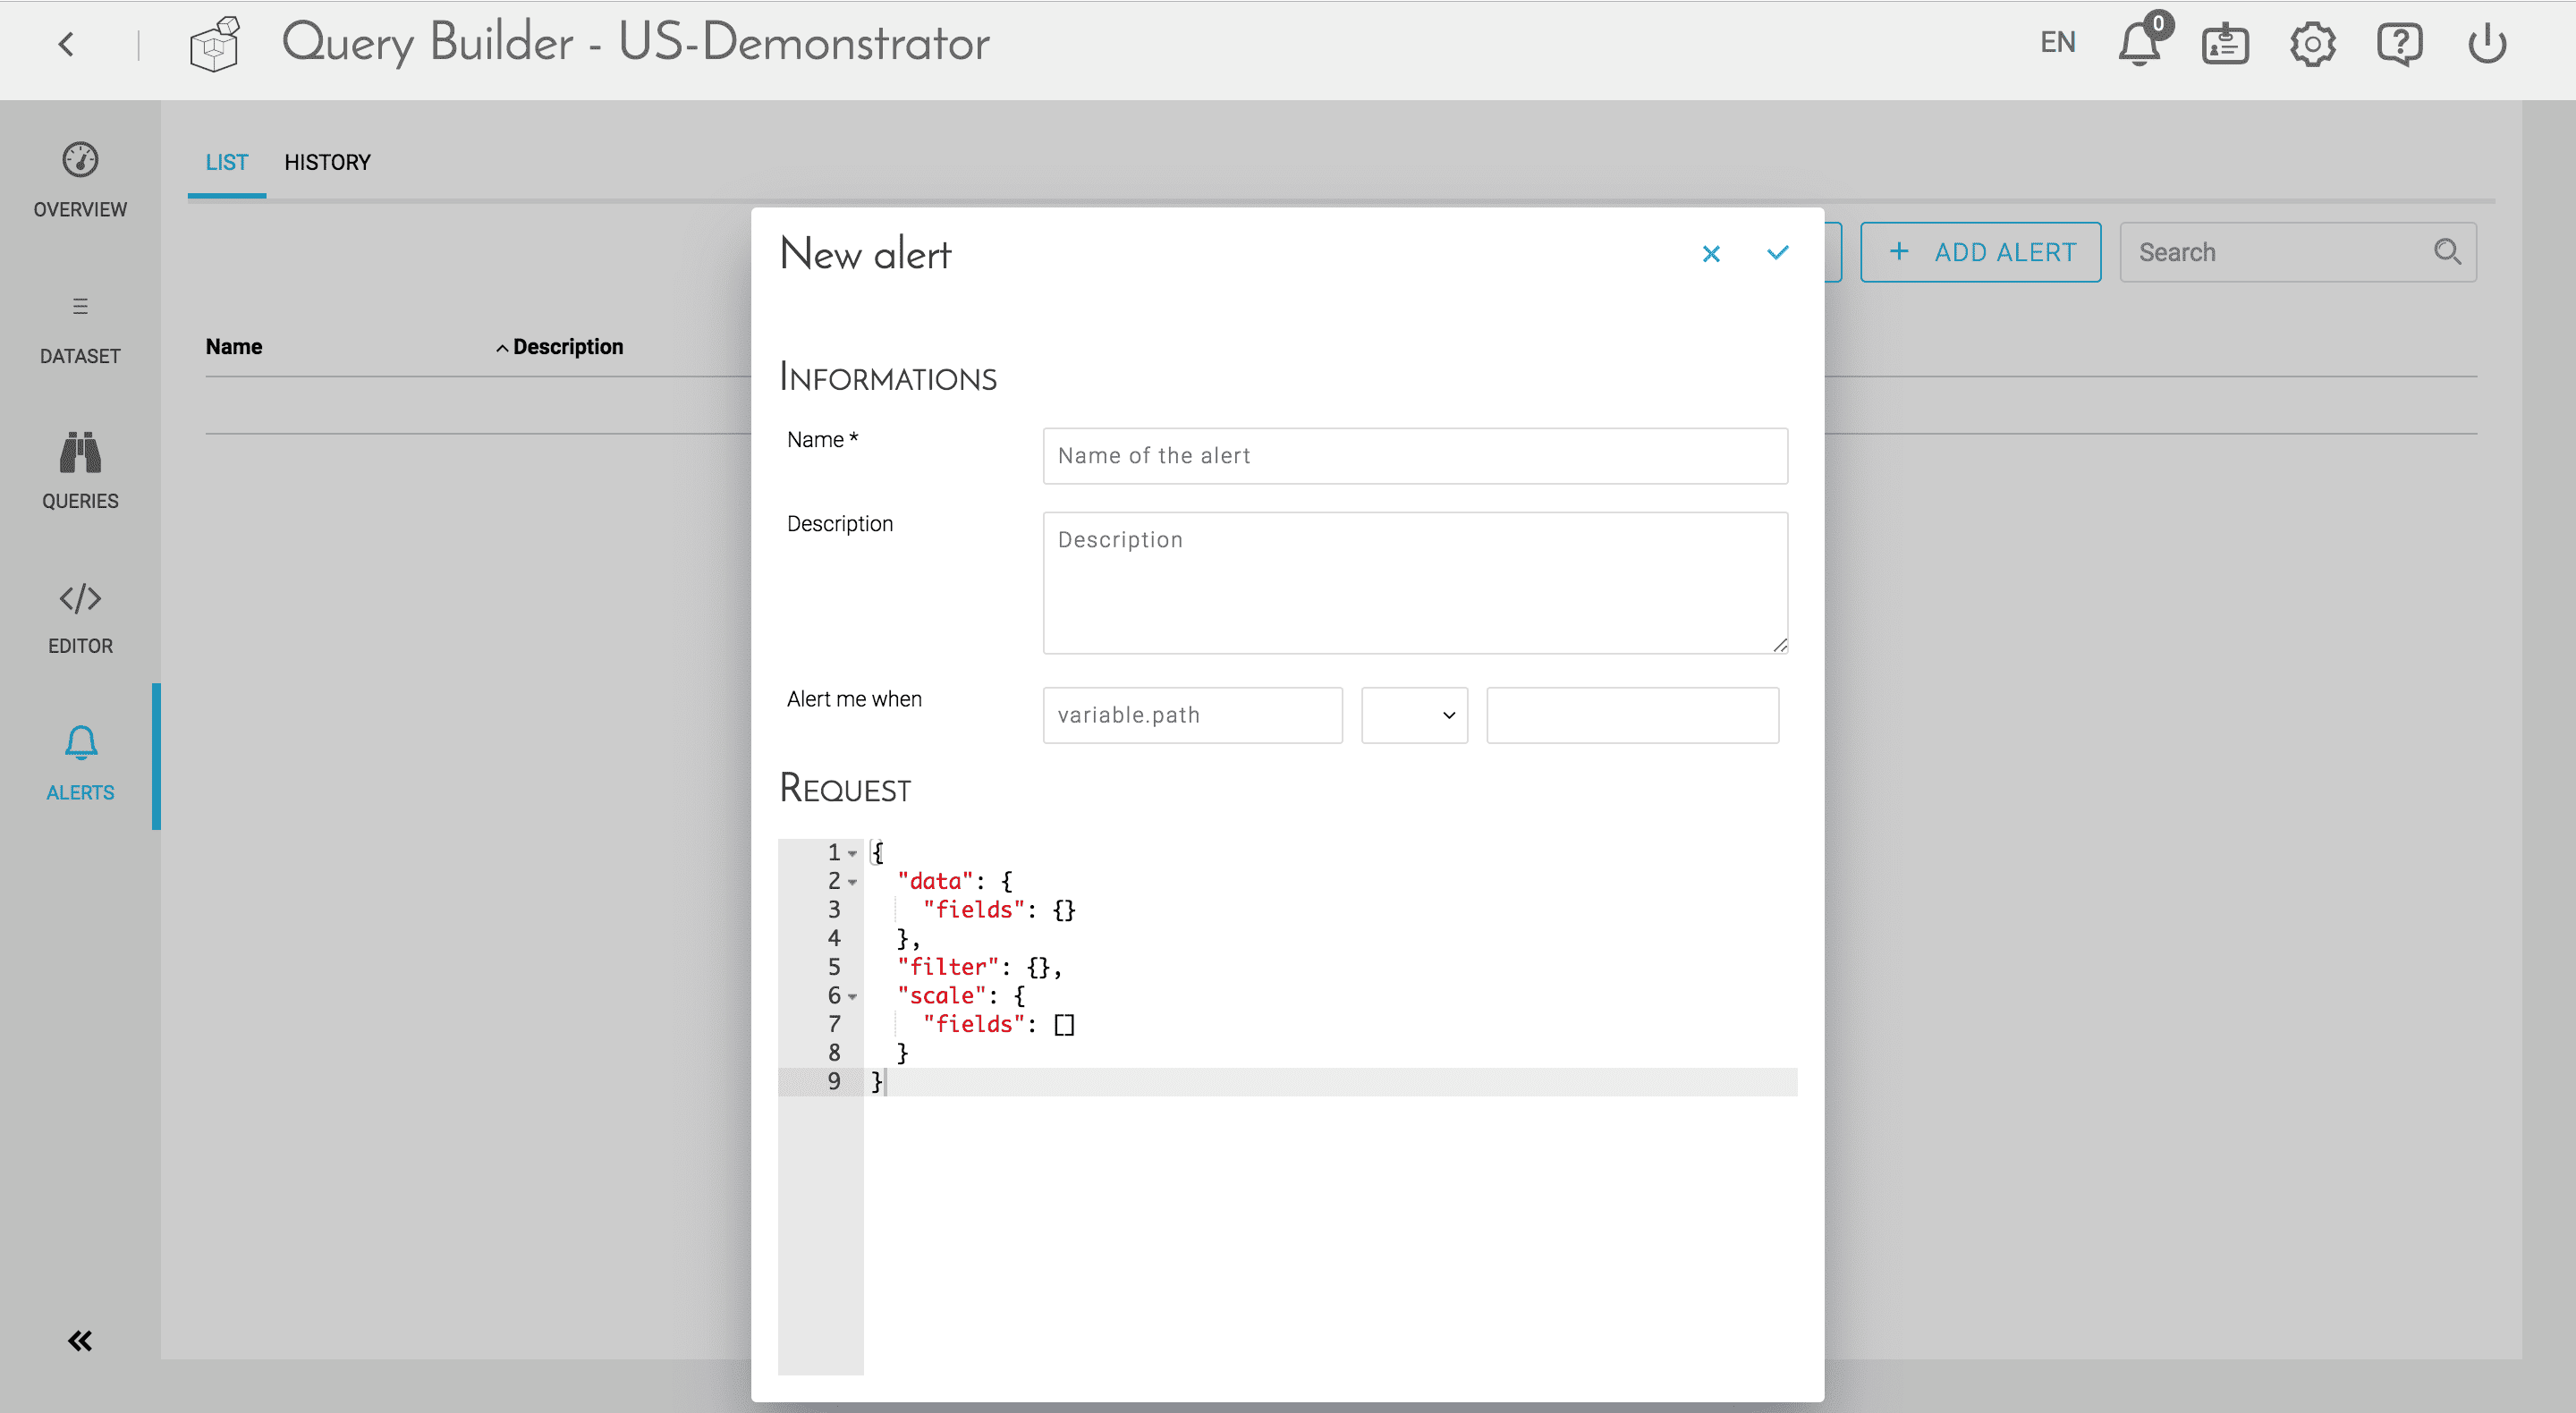 Query Builder - US-Demonstrator
EN
0
OVERVIEW
DATASET
QUERIES
EDITOR
ALERTS
LIST HISTORY
+ ADD ALERT
Search
Name
Description
New alert
INFORMATIONS
Name *
Name of the alert
Description
Description
Alert me when
variable.path
REQUEST
1 {
2 "data": {
3 "fields": {}
4 },
5 "filter": {},
6 "scale": {
7 "fields": []
8 }
9 }